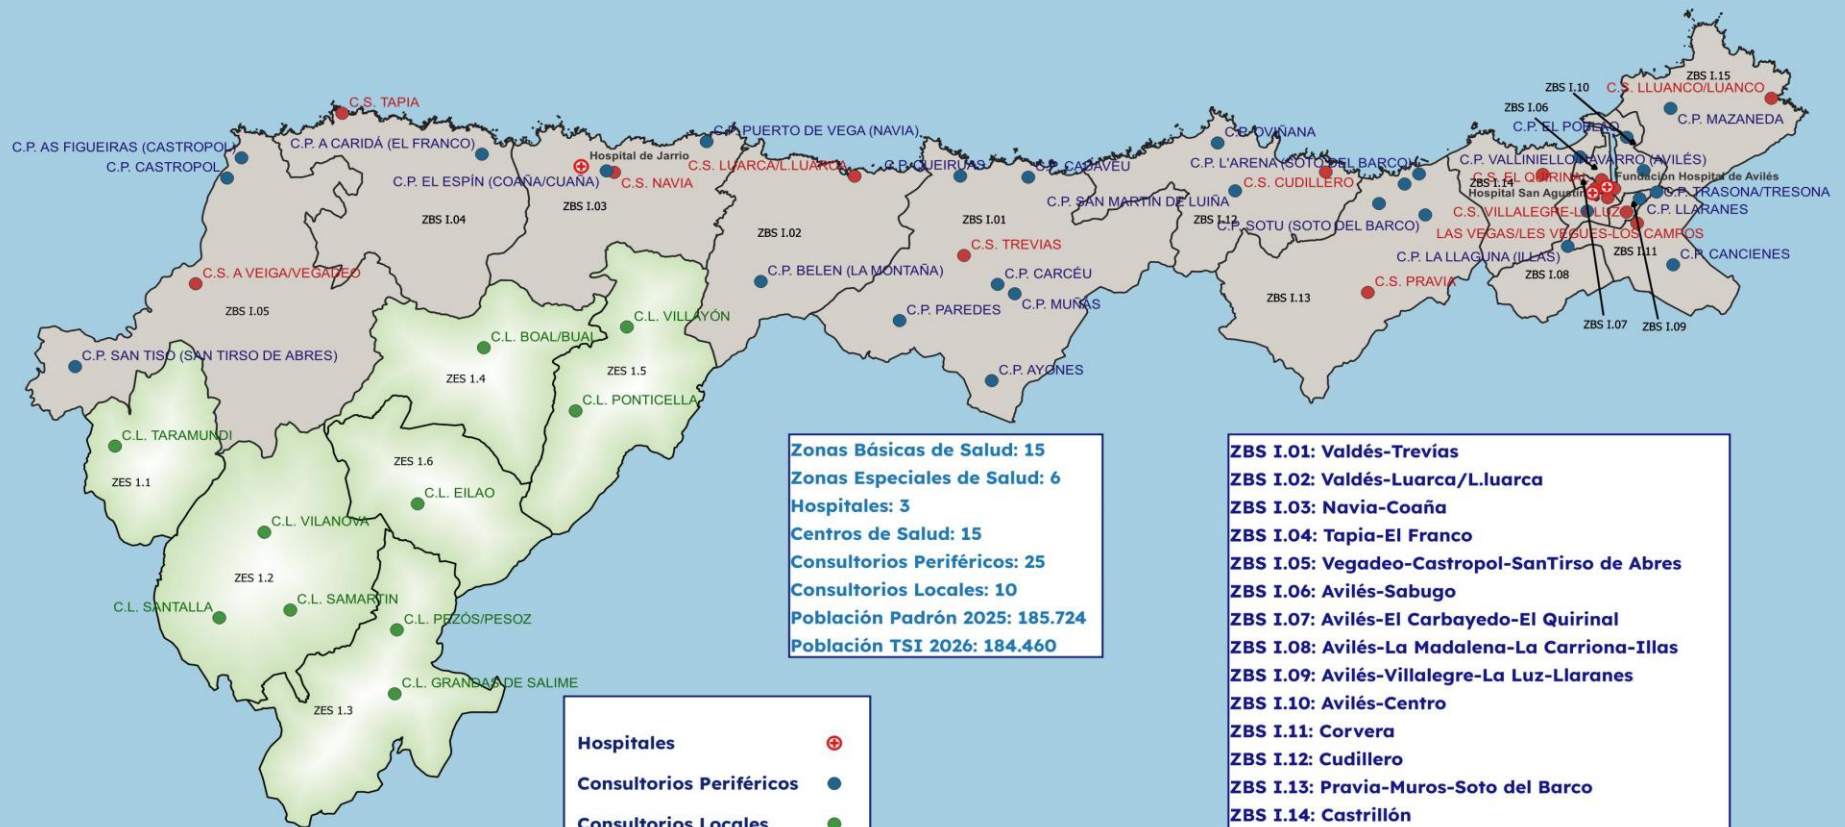 ZBS I.15
ZBS I.10
C.S. LLUANCO/LUANCO
C.S. TAPIA
ZBS I.06
C.P. MAZANEDA
C.P. EL POBLAO
C.P. PUERTO DE VEGA (NAVIA)
C.P. OVIÑANA
C.P. AS FIGUEIRAS (CASTROPOL)
C.P. A CARIDÁ (EL FRANCO)
Hospital de Jarrio
C.S. LUARCA/L.LUARCA
C.P. QUEIRUAS
C.P. CADAVEU
C.P. L'ARENA (SOTO DEL BARCO)
C.P. VALLINIELLO
NAVARRO (AVILÉS)
C.P. CASTROPOL
C.P. EL ESPÍN (COAÑA/CUAÑA)
C.S. NAVIA
C.S. CUDILLERO
C.S. EL QUIRINAL
Fundación Hospital de Avilés
ZBS I.14
Hospital San Agustín
C.P. TRASONA/TRESONA
ZBS I.03
C.P. SAN MARTIN DE LUIÑA
C.P. LLARANES
ZBS I.04
ZBS I.01
ZBS I.12
C.S. VILLALEGRE-LA LUZ
C.P. SOTU (SOTO DEL BARCO)
ZBS I.02
LAS VEGAS/LES VEGUES-LOS CAMPOS
C.S. TREVIAS
ZBS I.11
C.P. CANCIENES
C.P. LA LLAGUNA (ILLAS)
C.S. A VEIGA/VEGADEO
C.P. BELEN (LA MONTAÑA)
C.P. CARCÉU
ZBS I.08
C.S. PRAVIA
ZBS I.13
C.P. MUÑAS
ZBS I.05
C.P. PAREDES
C.L. VILLAYÓN
ZBS I.07
ZBS I.09
C.L. BOAL/BUAL
C.P. SAN TISO (SAN TIRSO DE ABRES)
ZES 1.5
C.P. AYONES
ZES 1.4
C.L. PONTICELLA
C.L. TARAMUNDI
ZES 1.6
ZES 1.1
C.L. EILAO
C.L. VILANOVA
ZES 1.2
C.L. SANTALLA
C.L. SAMARTIN
C.L. PEZÓS/PESOZ
C.L. GRANDAS DE SALIME
ZES 1.3
Zonas Básicas de Salud: 15
Zonas Especiales de Salud: 6
Hospitales: 3
Centros de Salud: 15
Consultorios Periféricos: 25
Consultorios Locales: 10
Población Padrón 2025: 185.724
Población TSI 2026: 184.460
Hospitales
Consultorios Periféricos
Consultorios Locales
ZBS I.01: Valdés-Trevías
ZBS I.02: Valdés-Luarca/L.luarca
ZBS I.03: Navia-Coaña
ZBS I.04: Tapia-El Franco
ZBS I.05: Vegadeo-Castropol-SanTirso de Abres
ZBS I.06: Avilés-Sabugo
ZBS I.07: Avilés-El Carbayedo-El Quirinal
ZBS I.08: Avilés-La Madalena-La Carriona-Illas
ZBS I.09: Avilés-Villalegre-La Luz-Llaranes
ZBS I.10: Avilés-Centro
ZBS I.11: Corvera
ZBS I.12: Cudillero
ZBS I.13: Pravia-Muros-Soto del Barco
ZBS I.14: Castrillón